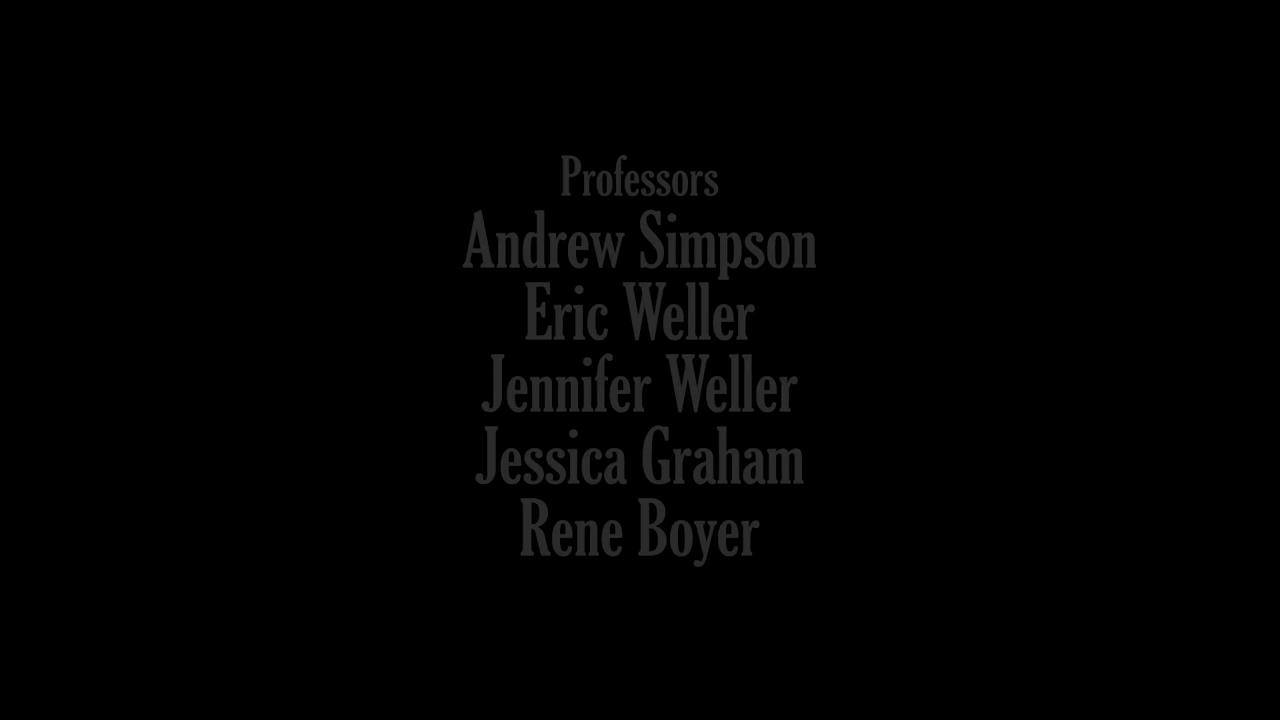 Professors
Andrew Simpson
Eric Weller
Jennifer Weller
Jessica Graham
Rene Boyer